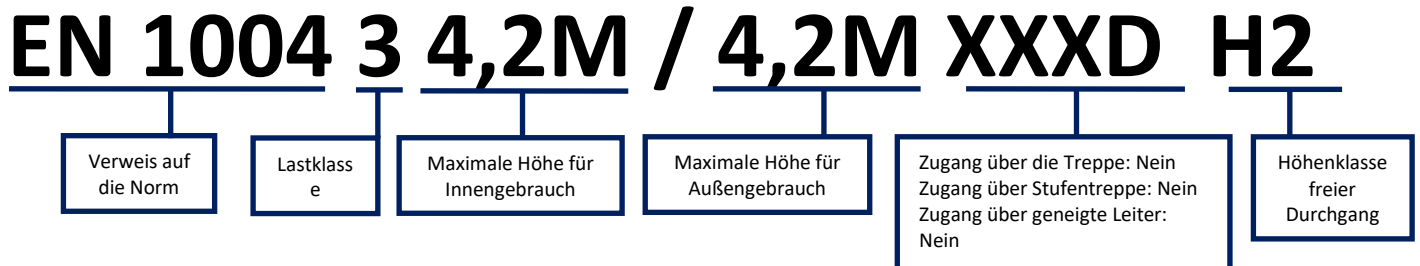 EN 1004 3 4,2M / 4,2M XXXD H2
Verweis auf
die Norm
Lastklass
e
Maximale Höhe für
Innengebrauch
Maximale Höhe für
Außengebrauch
Zugang über die Treppe: Nein
Zugang über Stufentreppe: Nein
Zugang über geneigte Leiter:
Nein
Höhenklasse
freier
Durchgang